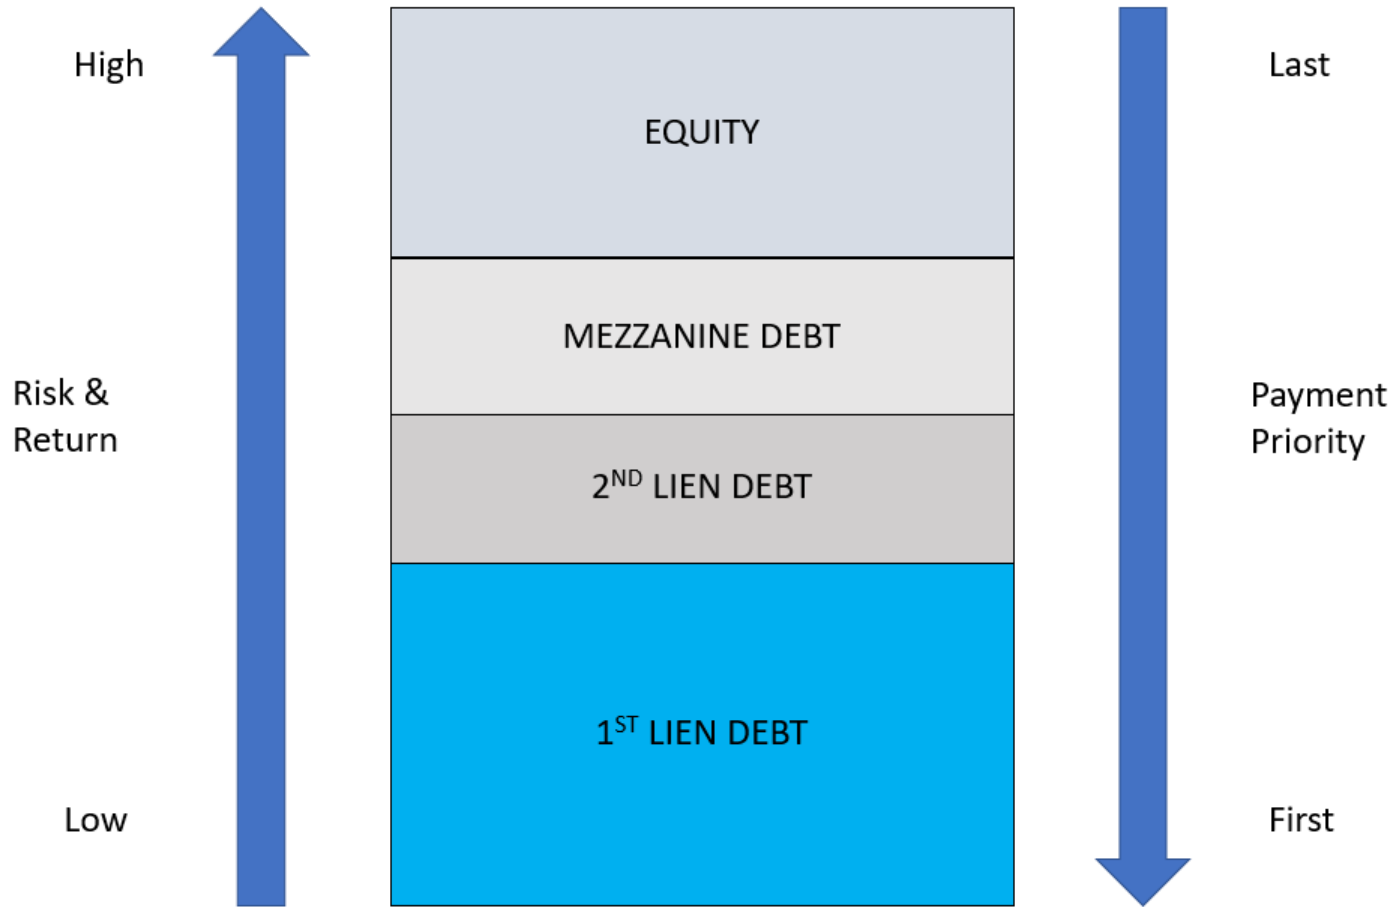 High
Last
EQUITY
MEZZANINE DEBT
Risk &
Return
Payment
Priority
2ND LIEN DEBT
1ST LIEN DEBT
Low
First